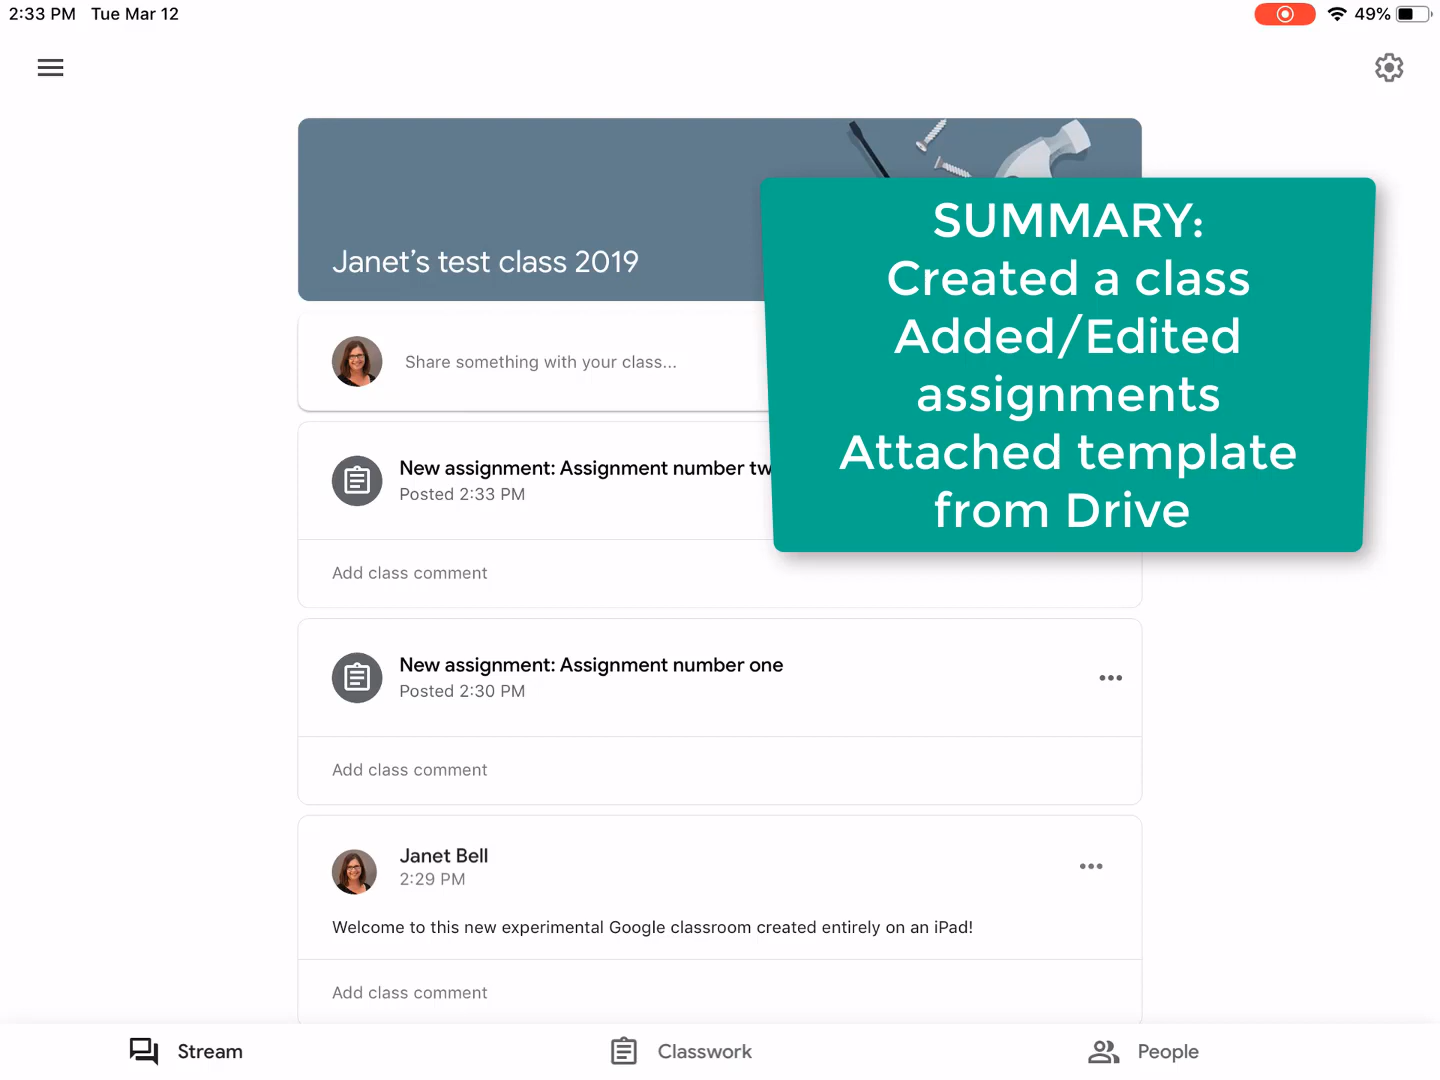 2:33 PM Tue Mar 12
49%
Janet's test class 2019
SUMMARY:
Created a class
Added/Edited
assignments
Attached template
from Drive
Share something with your class...
New assignment: Assignment number tw
Posted 2:33 PM
Add class comment
New assignment: Assignment number one
Posted 2:30 PM
Add class comment
Janet Bell
2:29 PM
Welcome to this new experimental Google classroom created entirely on an iPad!
Add class comment
Stream
Classwork
People